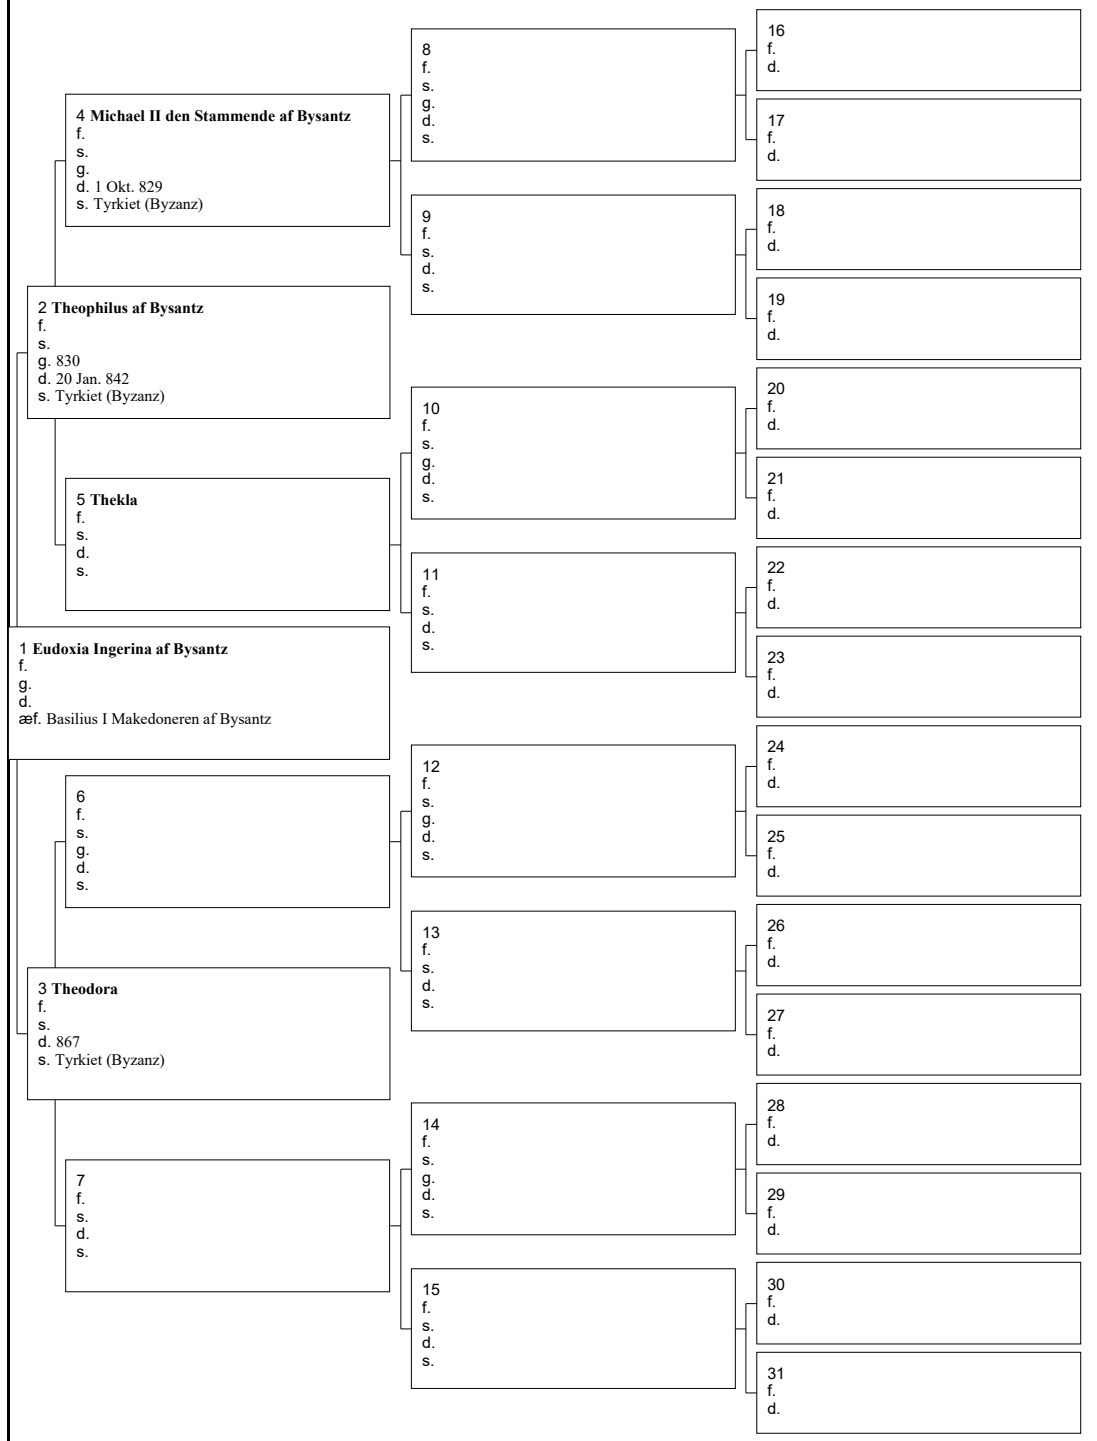 1 Eudoxia Ingerina af Bysantz
f.
g.
d.
æf. Basilius I Makedoneren af Bysantz
2 Theophilus af Bysantz
f.
s.
g. 830
d. 20 Jan. 842
s. Tyrkiet (Byzanz)
3 Theodora
f.
s.
d. 867
s. Tyrkiet (Byzanz)
4 Michael II den Stammende af Bysantz
f.
s.
g.
d. 1 Okt. 829
s. Tyrkiet (Byzanz)
5 Thekla
f.
s.
d.
s.
6
f.
s.
g.
d.
s.
7
f.
s.
d.
s.
8
f.
s.
g.
d.
s.
9
f.
s.
d.
s.
10
f.
s.
g.
d.
s.
11
f.
s.
d.
s.
12
f.
s.
g.
d.
s.
13
f.
s.
d.
s.
14
f.
s.
g.
d.
s.
15
f.
s.
d.
s.
16
f.
d.
17
f.
d.
18
f.
d.
19
f.
d.
20
f.
d.
21
f.
d.
22
f.
d.
23
f.
d.
24
f.
d.
25
f.
d.
26
f.
d.
27
f.
d.
28
f.
d.
29
f.
d.
30
f.
d.
31
f.
d.